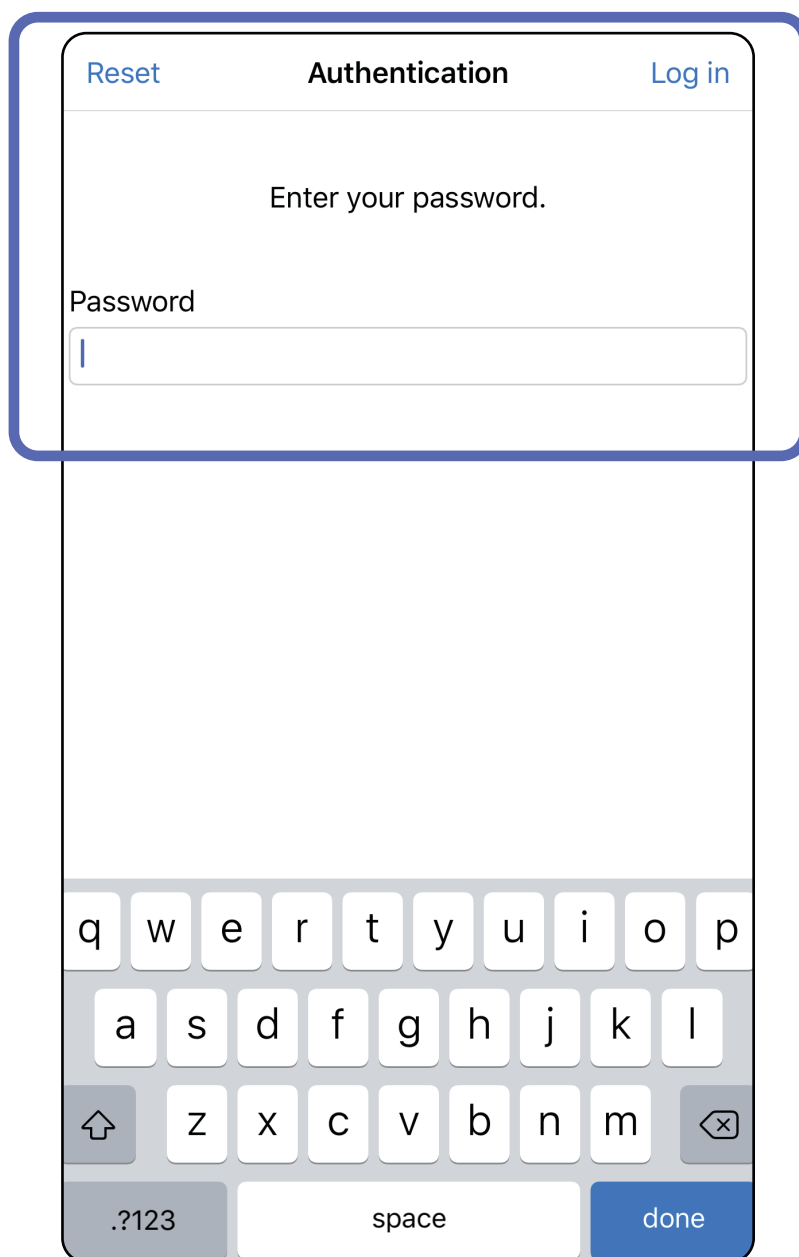 Reset Authentication Log in
Enter your password.
Password
q w e r t y u i o p
a s d f g h j k l
z x c v b n m
.?123 space done